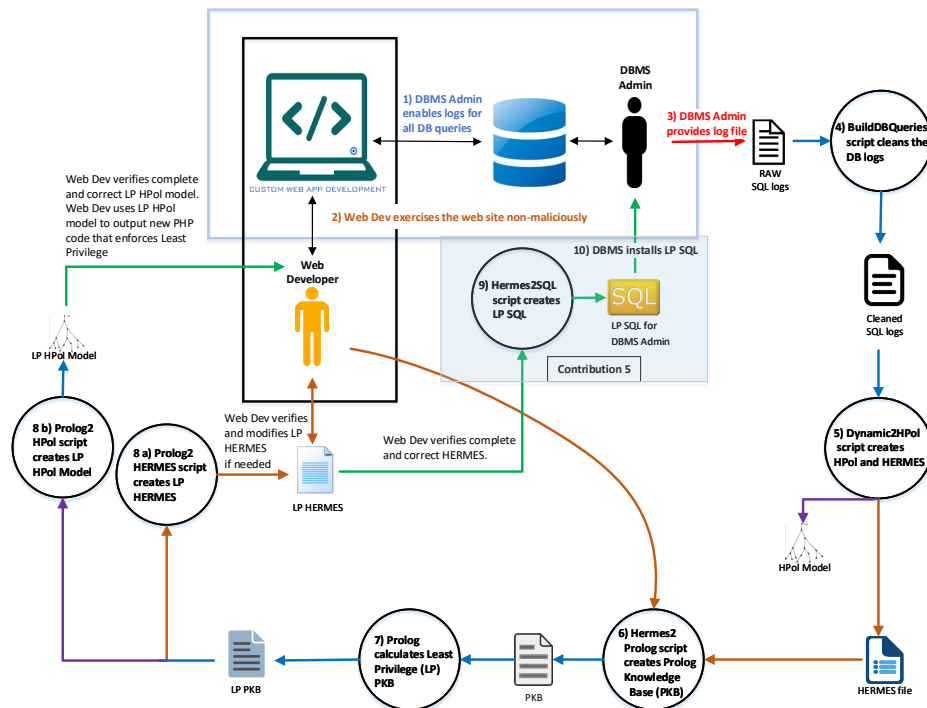 DBMS
Admin
1) DBMS Admin
enables logs for
all DB queries
3) DBMS Admin
provides log file
4) BuildDBQueries
script cleans the
DB logs
RAW
SQL logs
CUSTOM WEB APP DEVELOPMENT
Web Dev verifies complete
and correct LP HPol model.
Web Dev uses LP HPol
model to output new PHP
code that enforces Least
Privilege
2) Web Dev exercises the web site non-maliciously
Web
Developer
10) DBMS installs LP SQL
9) Hermes2SQL
script creates
LP SQL
SQL
LP SQL for
DBMS Admin
Contribution 5
Cleaned
SQL logs
LP HPol Model
8 b) Prolog2
HPol script
creates LP
HPol Model
8 a) Prolog2
HERMES script
creates LP
HERMES
Web Dev verifies
and modifies LP
HERMES
if needed
Web Dev verifies complete
and correct HERMES.
LP HERMES
5) Dynamic2HPol
script creates
HPol and HERMES
HPol Model
7) Prolog
calculates Least
Privilege (LP)
PKB
6) Hermes2
Prolog script
creates Prolog
Knowledge
Base (PKB)
LP PKB
PKB
HERMES file